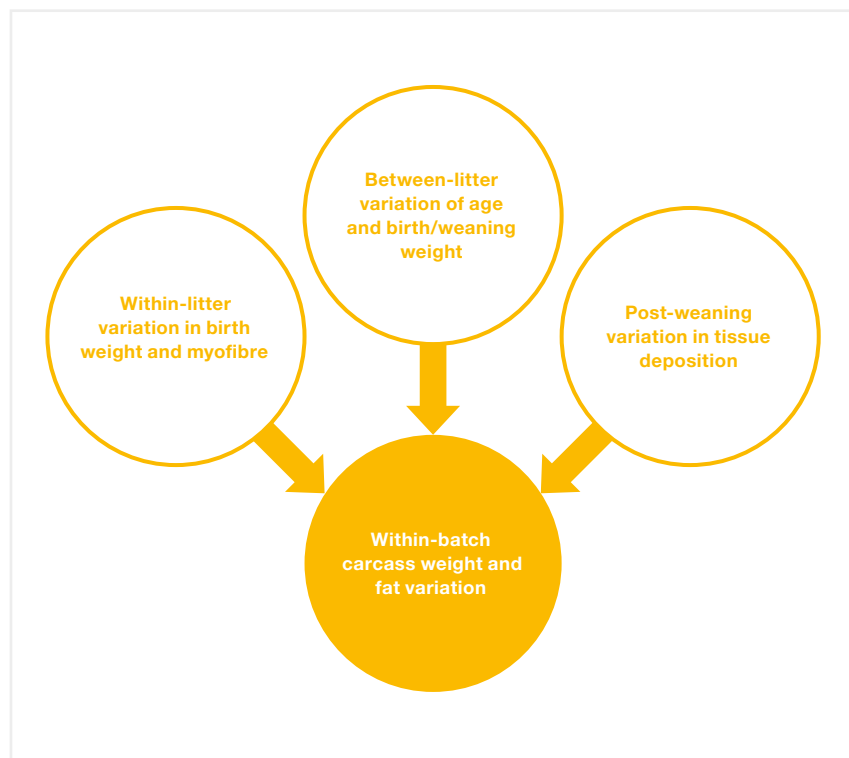 Between-litter
variation of age
and birth/weaning
weight
Within-litter
variation in birth
weight and myofibre
Post-weaning
variation in tissue
deposition
Within-batch
carcass weight and
fat variation